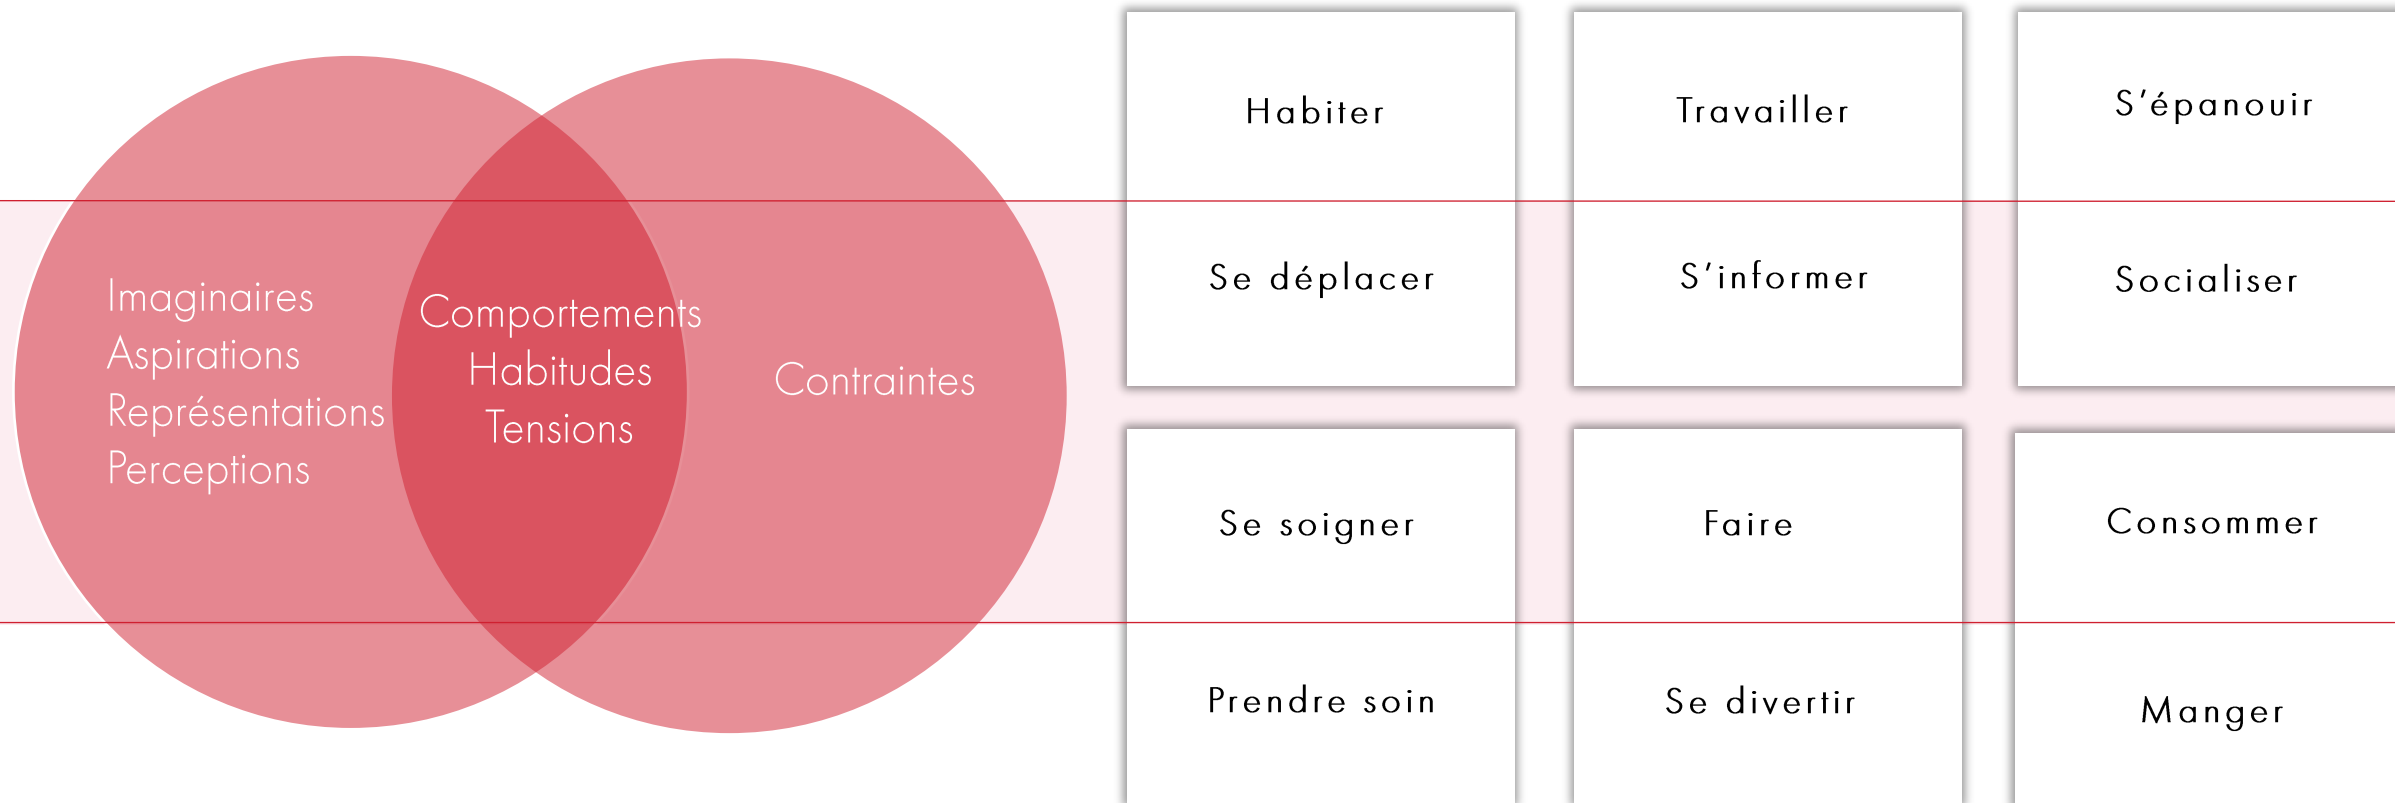 Imaginaires
Aspirations
Représentations
Perceptions
Comportements
Habitudes
Tensions
Contraintes
Habiter
Travailler
S'épanouir
Se déplacer
S'informer
Socialiser
Se soigner
Faire
Consommer
Prendre soin
Se divertir
Manger